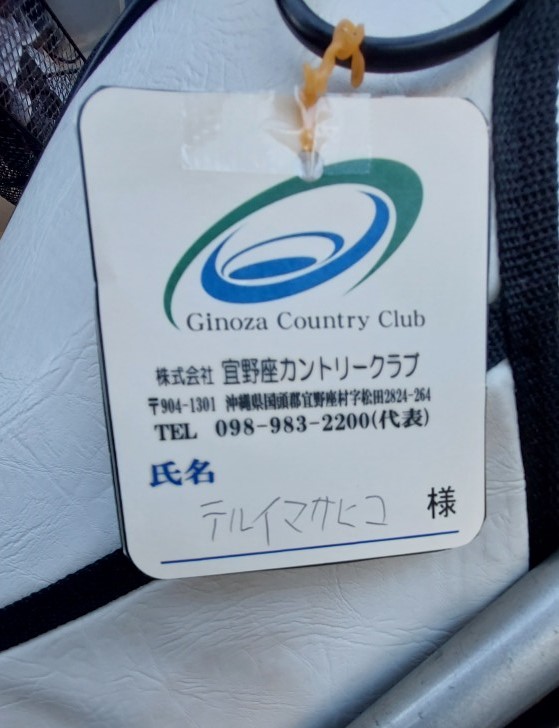 Ginoza Country Club
株式会社 宜野座カントリークラブ
〒904-1301 沖縄県国頭郡宜野座村字松田2824-264
TEL 098-983-2200(代表)
氏名
テルイマサヒコ 様